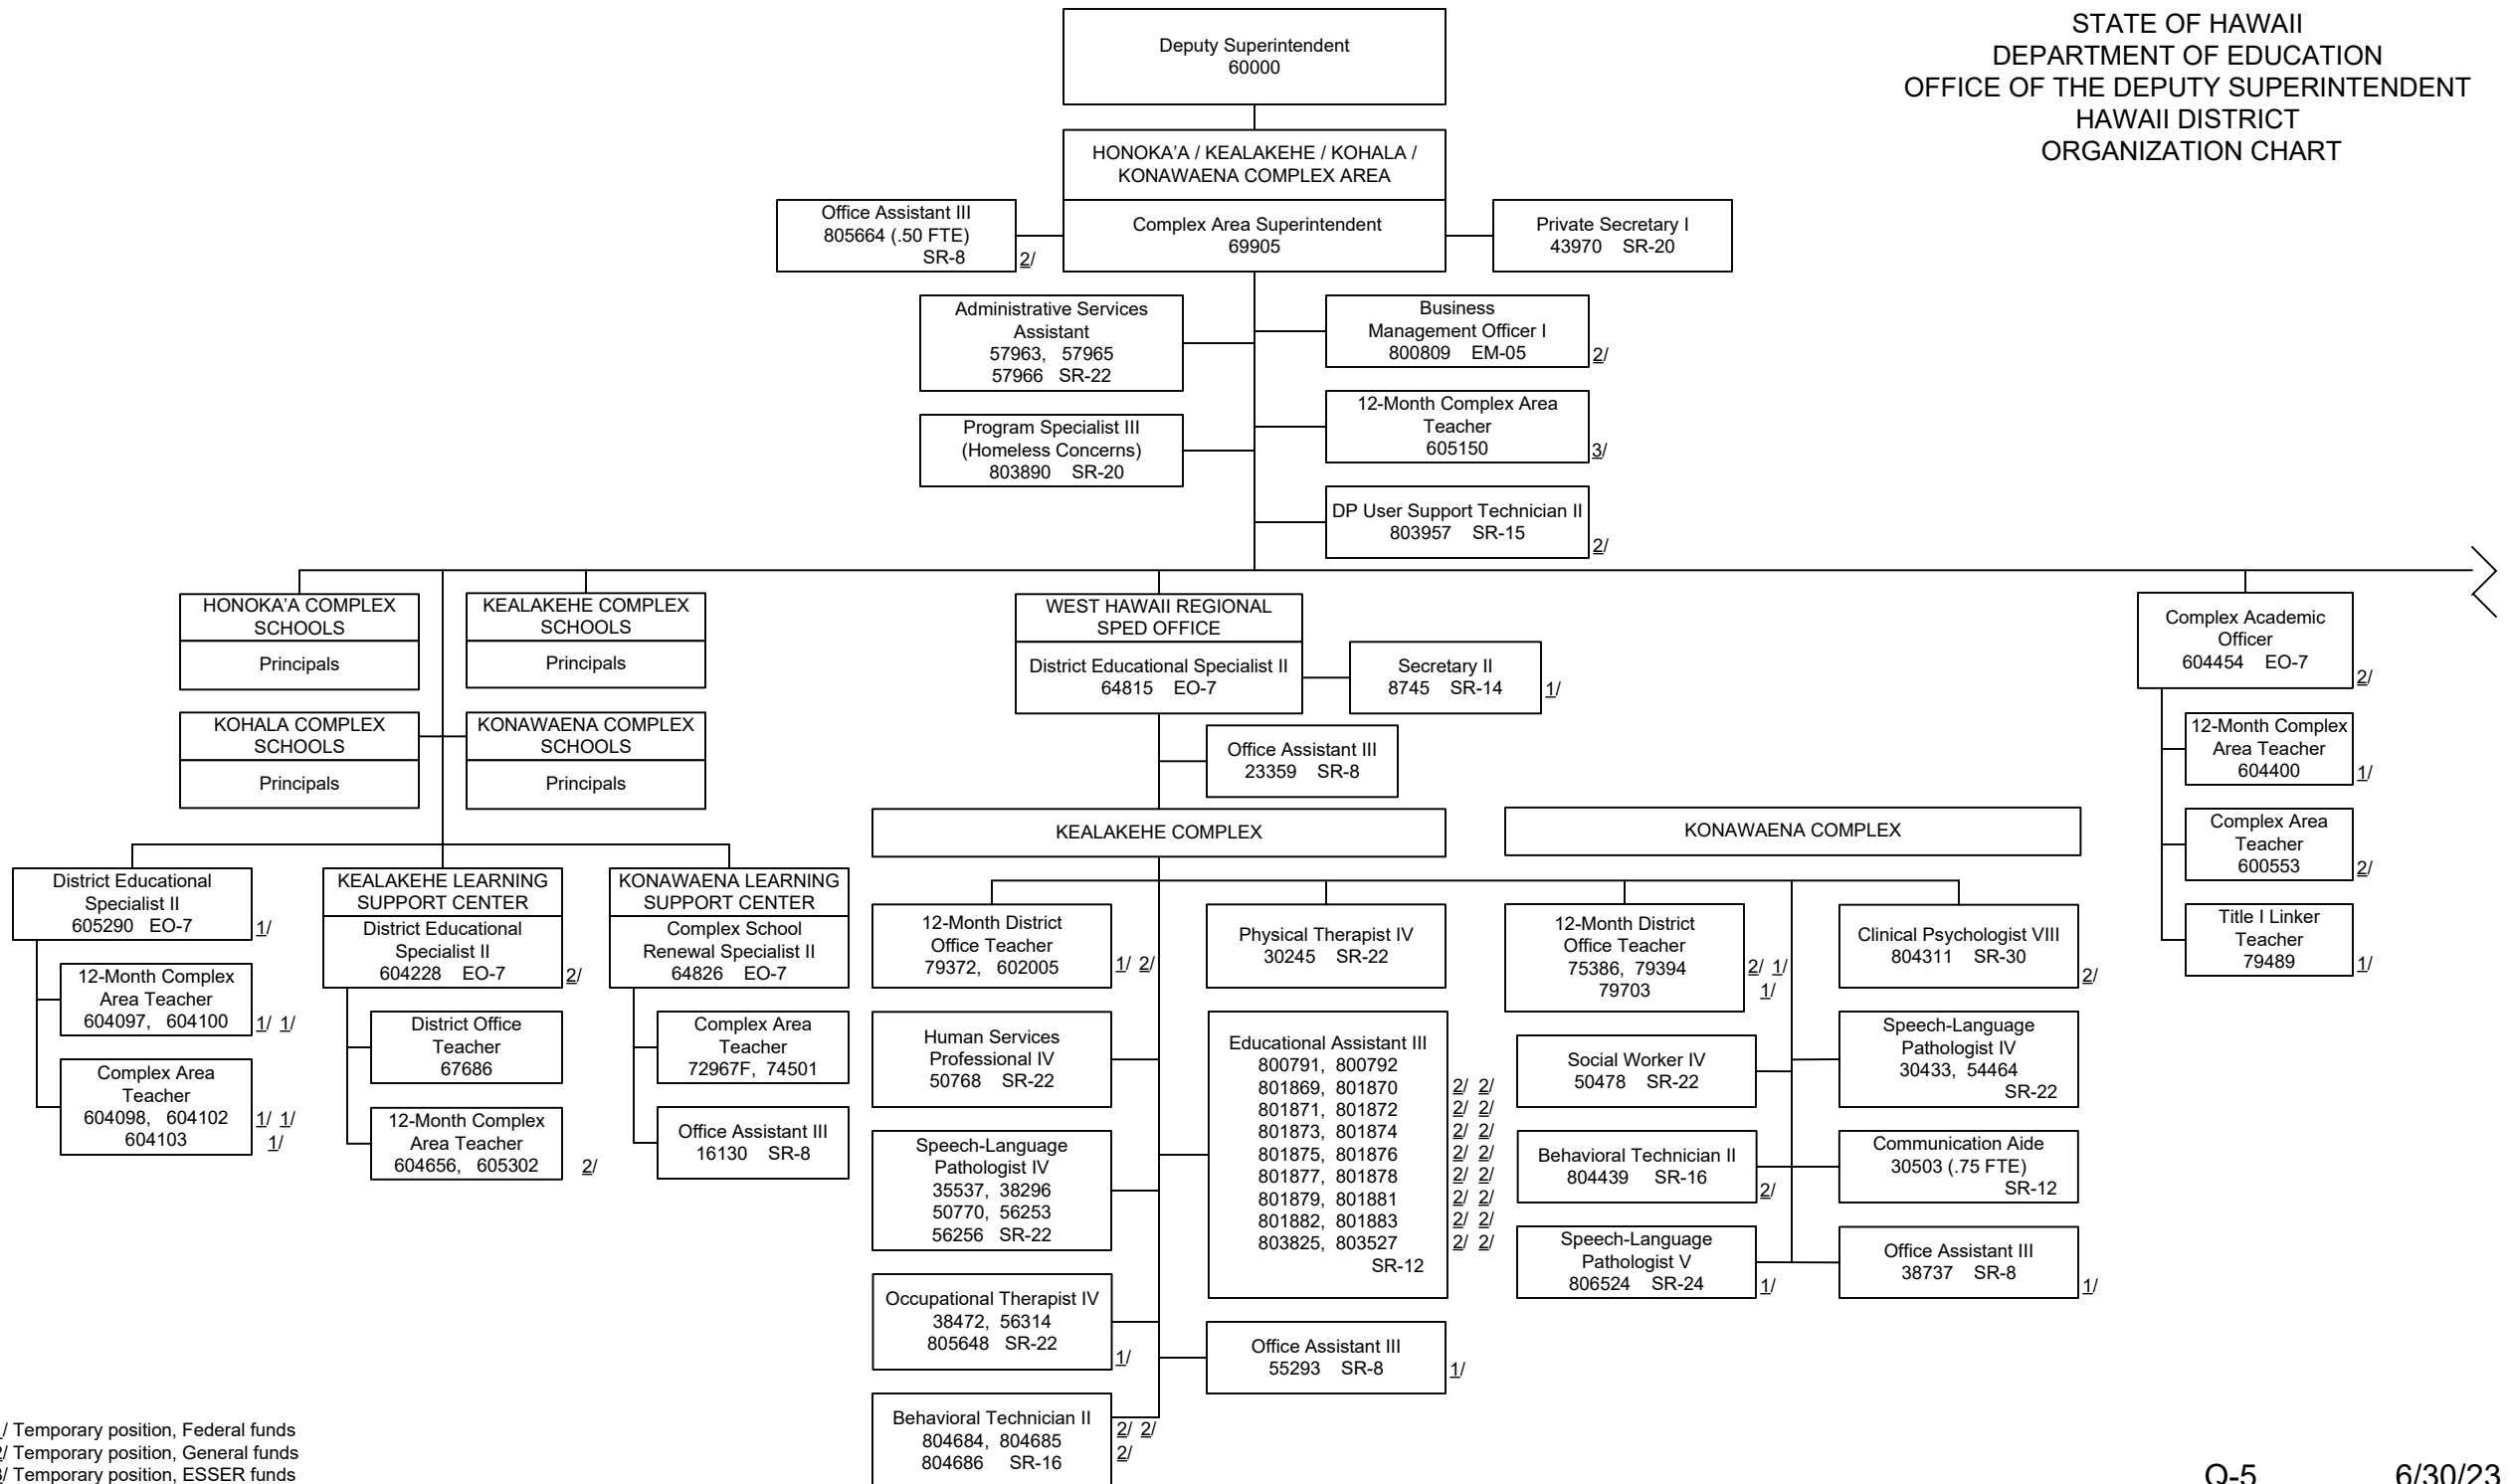 STATE OF HAWAII
DEPARTMENT OF EDUCATION
OFFICE OF THE DEPUTY SUPERINTENDENT
HAWAII DISTRICT
ORGANIZATION CHART
Deputy Superintendent
60000
HONOKA'A / KEALAKEHE / KOHALA /
KONAWAENA COMPLEX AREA
Complex Area Superintendent
69905
Office Assistant III
805664 (.50 FTE)
SR-8
2/
Private Secretary I
43970 SR-20
Administrative Services
Assistant
57963, 57965
57966 SR-22
Business
Management Officer I
800809 EM-05
2/
Program Specialist III
(Homeless Concerns)
803890 SR-20
12-Month Complex Area
Teacher
605150
3/
DP User Support Technician II
803957 SR-15
2/
HONOKA'A COMPLEX
SCHOOLS
Principals
KEALAKEHE COMPLEX
SCHOOLS
Principals
KOHALA COMPLEX
SCHOOLS
Principals
KONAWAENA COMPLEX
SCHOOLS
Principals
District Educational
Specialist II
605290 EO-7
1/
12-Month Complex
Area Teacher
604097, 604100
1/ 1/
Complex Area
Teacher
604098, 604102
604103
1/ 1/
1/
KEALAKEHE LEARNING
SUPPORT CENTER
District Educational
Specialist II
604228 EO-7
2/
District Office
Teacher
67686
12-Month Complex
Area Teacher
604656, 605302
2/
KONAWAENA LEARNING
SUPPORT CENTER
Complex School
Renewal Specialist II
64826 EO-7
Complex Area
Teacher
72967F, 74501
Office Assistant III
16130 SR-8
WEST HAWAII REGIONAL
SPED OFFICE
District Educational Specialist II
64815 EO-7
Secretary II
8745 SR-14
1/
Office Assistant III
23359 SR-8
KEALAKEHE COMPLEX
12-Month District
Office Teacher
79372, 602005
1/ 2/
Human Services
Professional IV
50768 SR-22
Speech-Language
Pathologist IV
35537, 38296
50770, 56253
56256 SR-22
Occupational Therapist IV
38472, 56314
805648 SR-22
1/
Behavioral Technician II
804684, 804685
804686 SR-16
2/ 2/
2/
Physical Therapist IV
30245 SR-22
Educational Assistant III
800791, 800792
801869, 801870 2/ 2/
801871, 801872 2/ 2/
801873, 801874 2/ 2/
801875, 801876 2/ 2/
801877, 801878 2/ 2/
801879, 801881 2/ 2/
801882, 801883 2/ 2/
803825, 803527 2/ 2/
SR-12
Office Assistant III
55293 SR-8
1/
KONAWAENA COMPLEX
12-Month District
Office Teacher
75386, 79394
79703
2/ 1/
1/
Social Worker IV
50478 SR-22
Behavioral Technician II
804439 SR-16
2/
Speech-Language
Pathologist V
806524 SR-24
1/
Clinical Psychologist VIII
804311 SR-30
2/
Speech-Language
Pathologist IV
30433, 54464
SR-22
Communication Aide
30503 (.75 FTE)
SR-12
Office Assistant III
38737 SR-8
1/
Complex Academic
Officer
604454 EO-7
2/
12-Month Complex
Area Teacher
604400
1/
Complex Area
Teacher
600553
2/
Title I Linker
Teacher
79489
1/
/ Temporary position, Federal funds
2/ Temporary position, General funds
3/ Temporary position, ESSER funds
Q-5 6/30/23